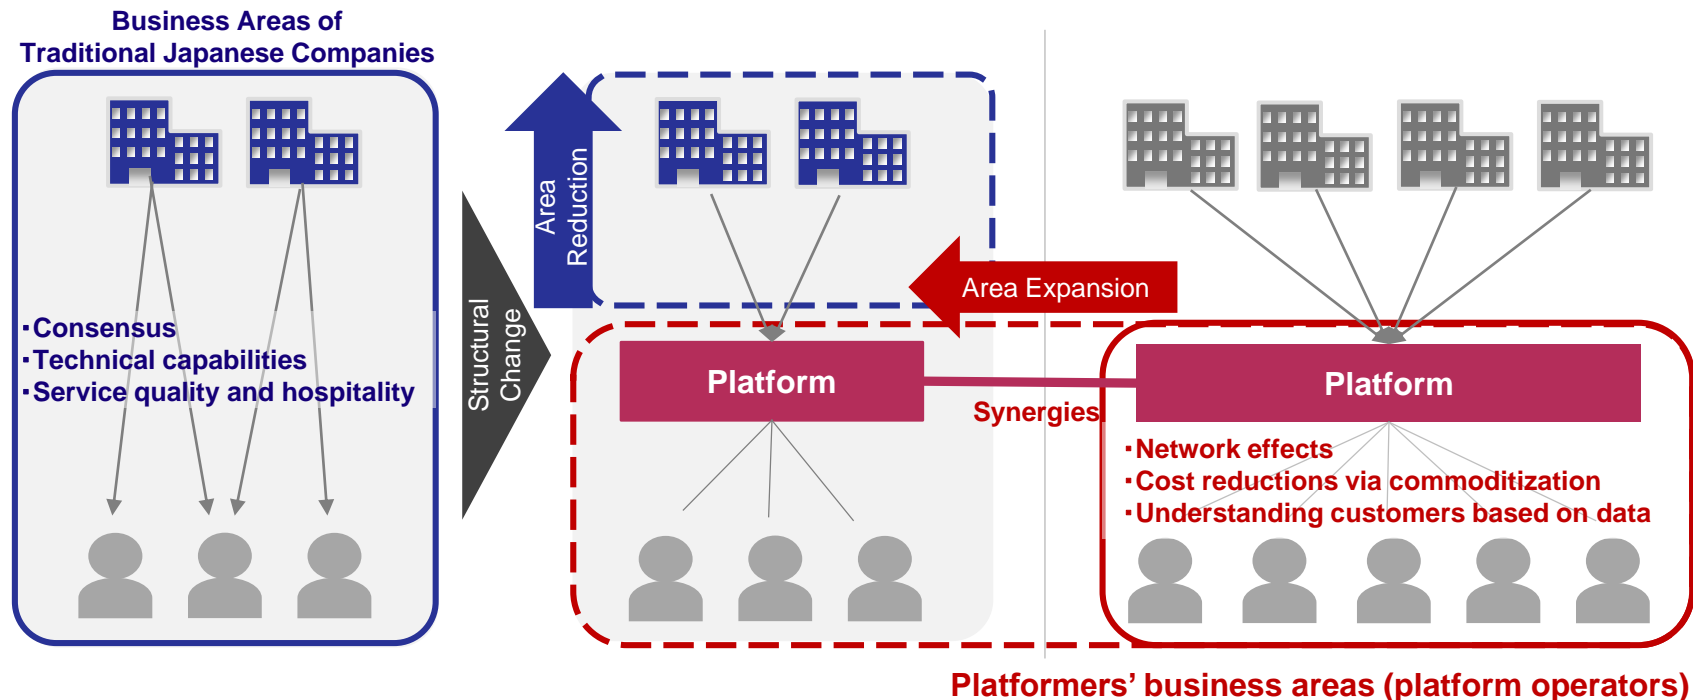 Business Areas of
Traditional Japanese Companies
・Consensus
・Technical capabilities
・Service quality and hospitality
Structural
Change
Area
Reduction
Area Expansion
Platform
Synergies
Platform
・Network effects
・Cost reductions via commoditization
・Understanding customers based on data
Platformers’ business areas (platform operators)